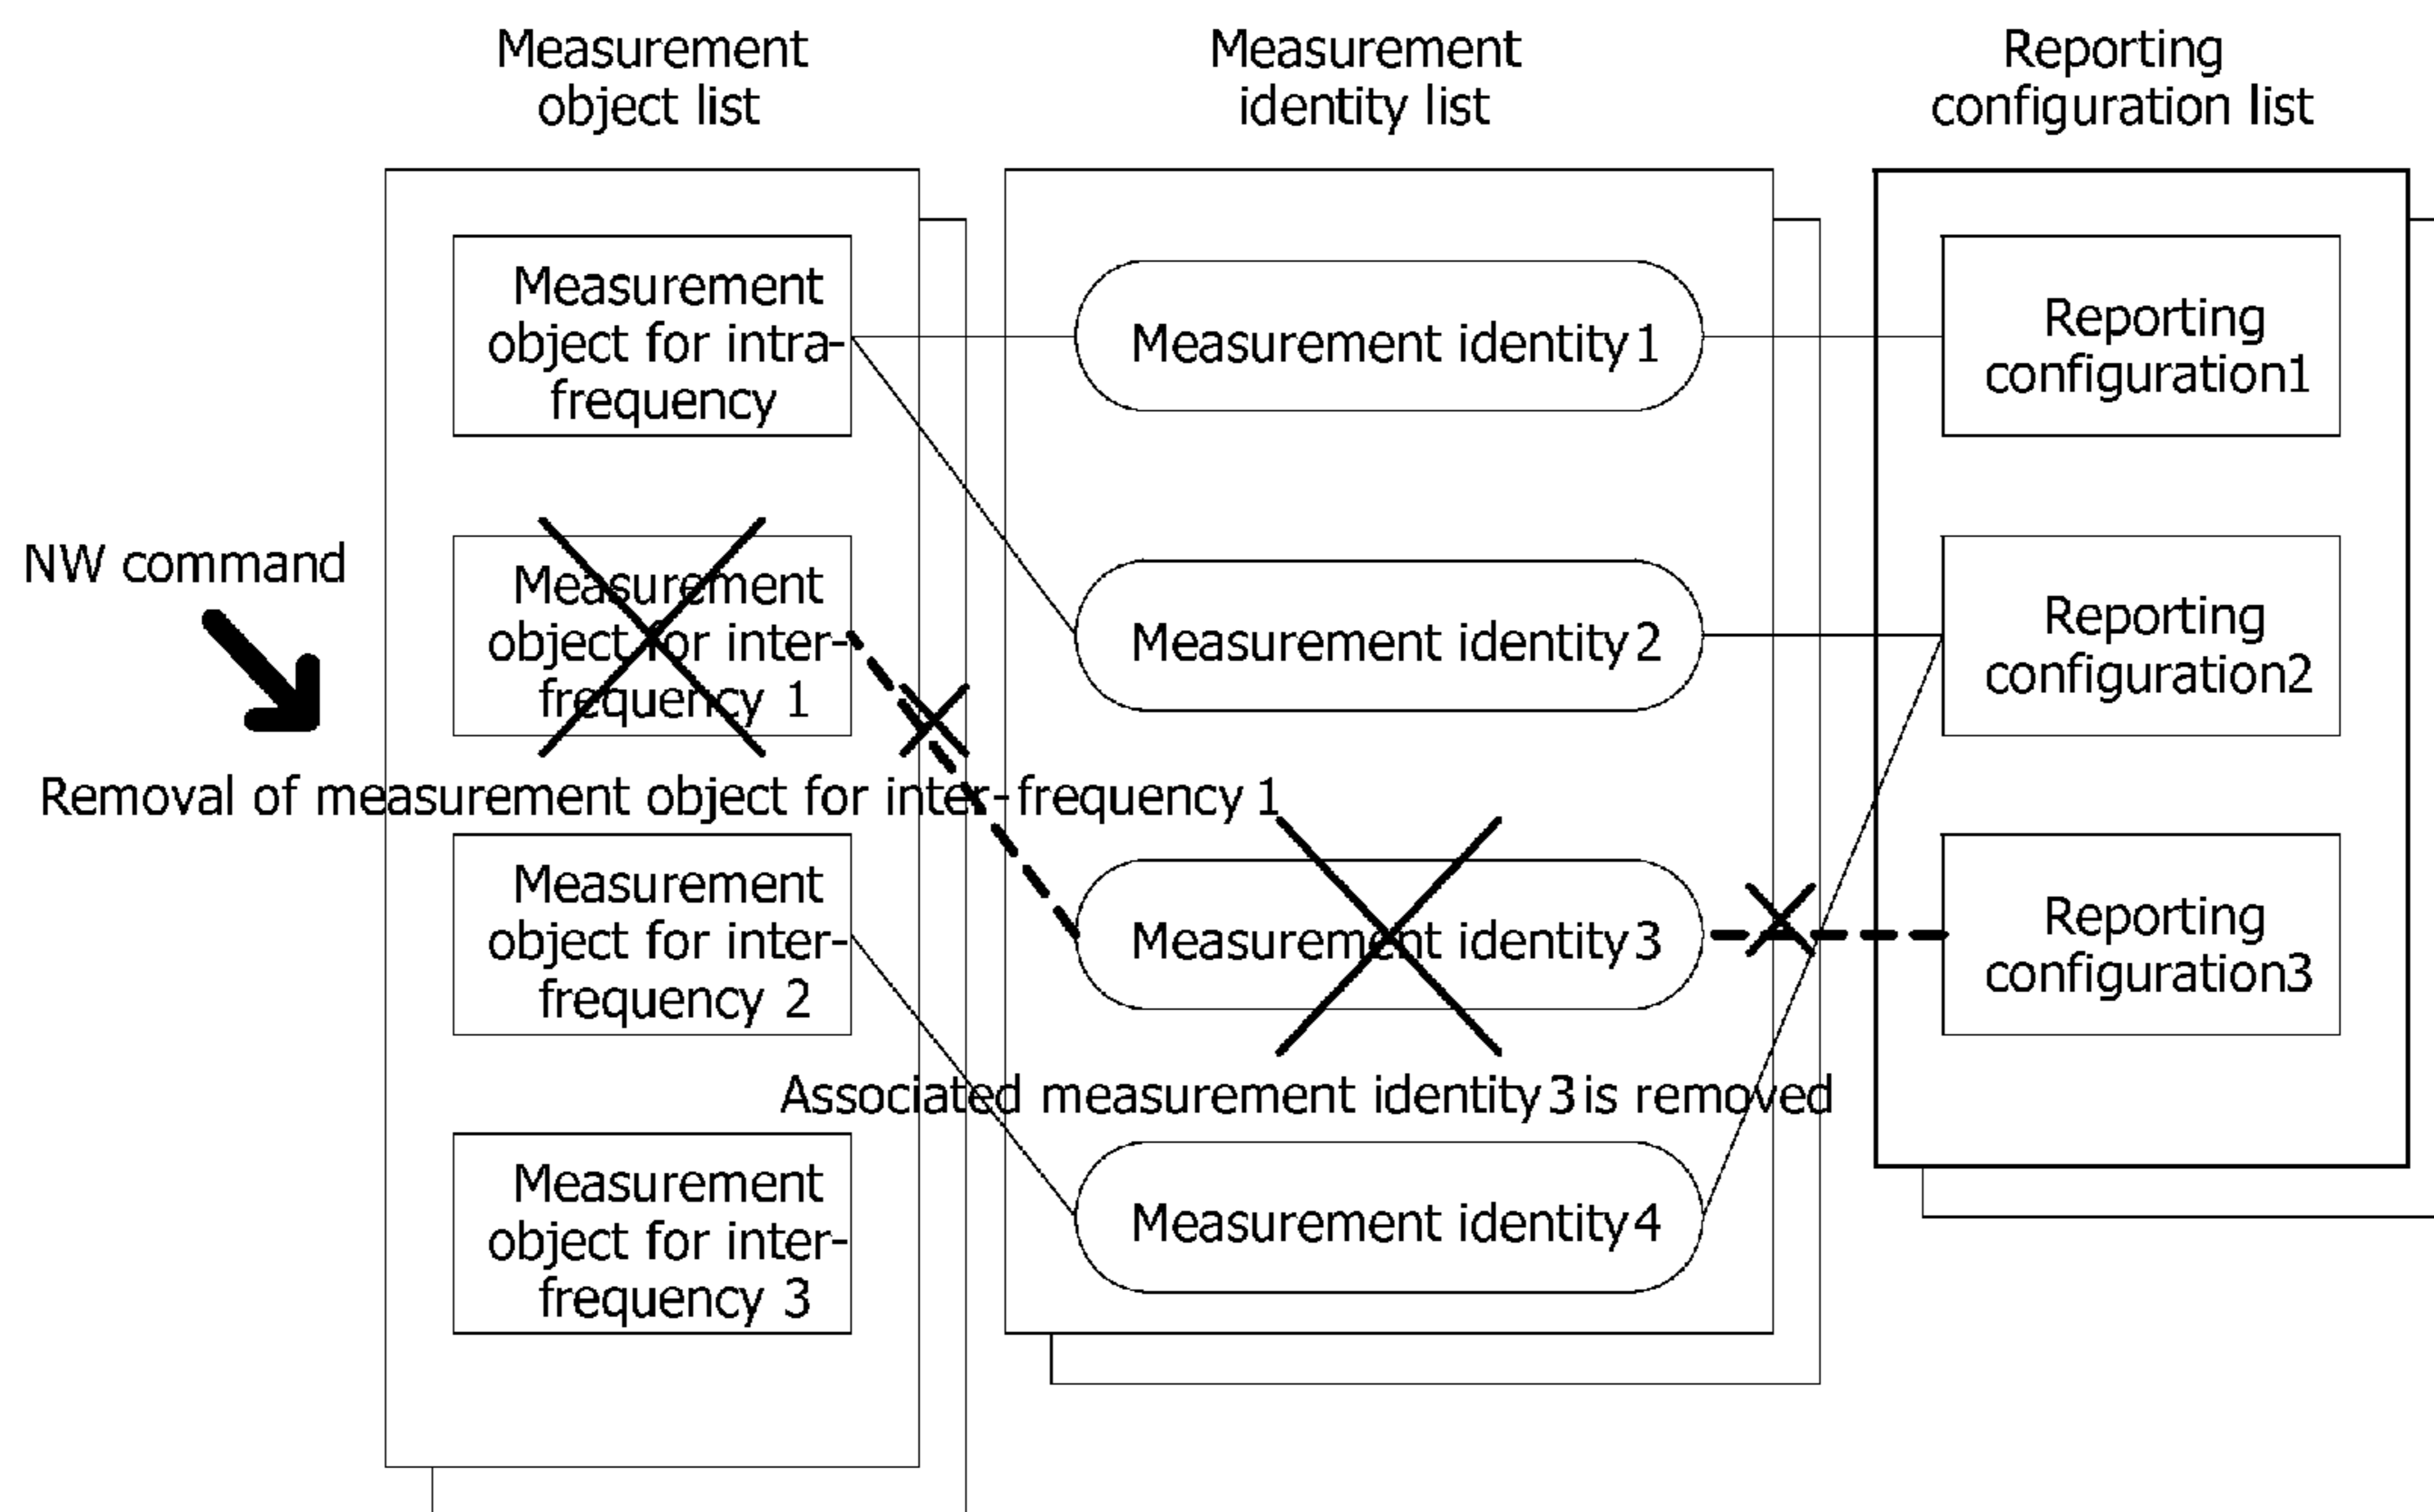 Measurement
object list
Measurement
identity list
Reporting
configuration list
Measurement
object for intra-
frequency
Measurement identity 1
Reporting
configuration1
NW command
Measurement
object for inter-
frequency 1
Measurement identity 2
Reporting
configuration2
Removal of measurement object for inter-frequency 1
Measurement
object for inter-
frequency 2
Measurement identity 3
Reporting
configuration3
Associated measurement identity 3 is removed
Measurement
object for inter-
frequency 3
Measurement identity 4